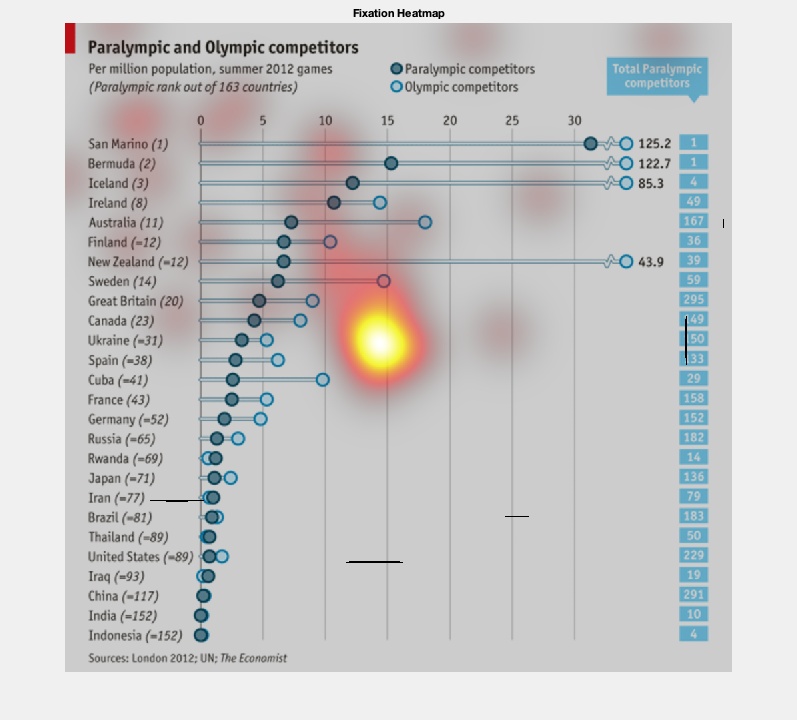 Fixation Heatmap
Paralympic and Olympic competitors
Per million population, summer 2012 games
(Paralympic rank out of 163 countries)
Paralympic competitors
Olympic competitors
Total Paralympic
competitors
0 5 10 15 20 25 30
San Marino (1) 125.2 1
Bermuda (2) 122.7 1
Iceland (3) 85.3 4
Ireland (8) 49
Australia (11) 167
Finland (=12) 36
New Zealand (=12) 43.9 39
Sweden (14) 59
Great Britain (20) 295
Canada (23)
Ukraine (=31)
Spain (=38)
Cuba (=41) 29
France (43) 158
Germany (=52) 152
Russia (=65) 182
Rwanda (=69) 14
Japan (=71) 136
Iran (=77) 79
Brazil (=81) 183
Thailand (=89) 50
United States (=89) 229
Iraq (=93) 19
China (=117) 291
India (=152) 10
Indonesia (=152) 4
Sources: London 2012; UN; The Economist